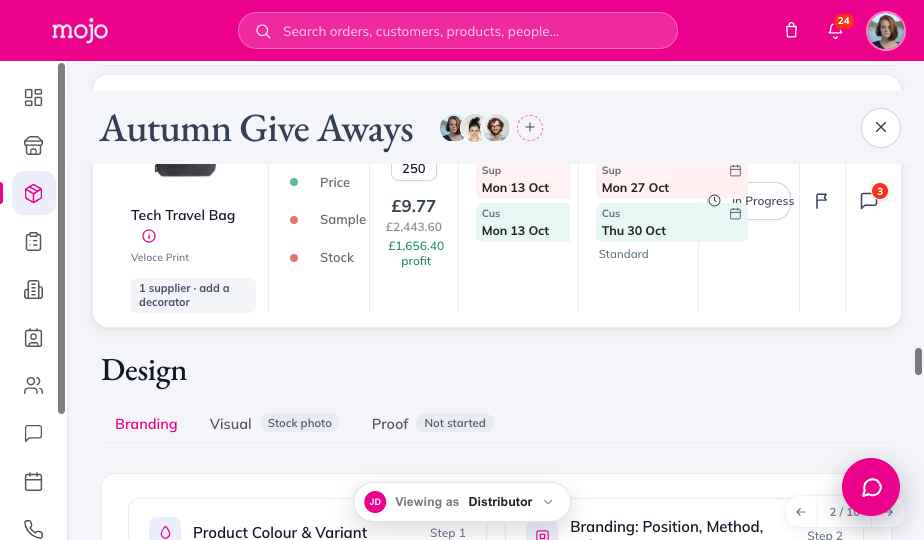 mojo
Search orders, customers, products, people...
24
Autumn Give Aways
Tech Travel Bag
Veloce Print
1 supplier · add a
decorator
Price
Sample
Stock
250
£9.77
£2,443.60
£1,656.40
profit
Sup
Mon 13 Oct
Cus
Mon 13 Oct
Sup
Mon 27 Oct
Cus
Thu 30 Oct
Standard
In Progress
3
Design
Branding
Visual
Stock photo
Proof
Not started
Product Colour & Variant
Step 1
Branding: Position, Method,
Step 2
JD
Viewing as Distributor